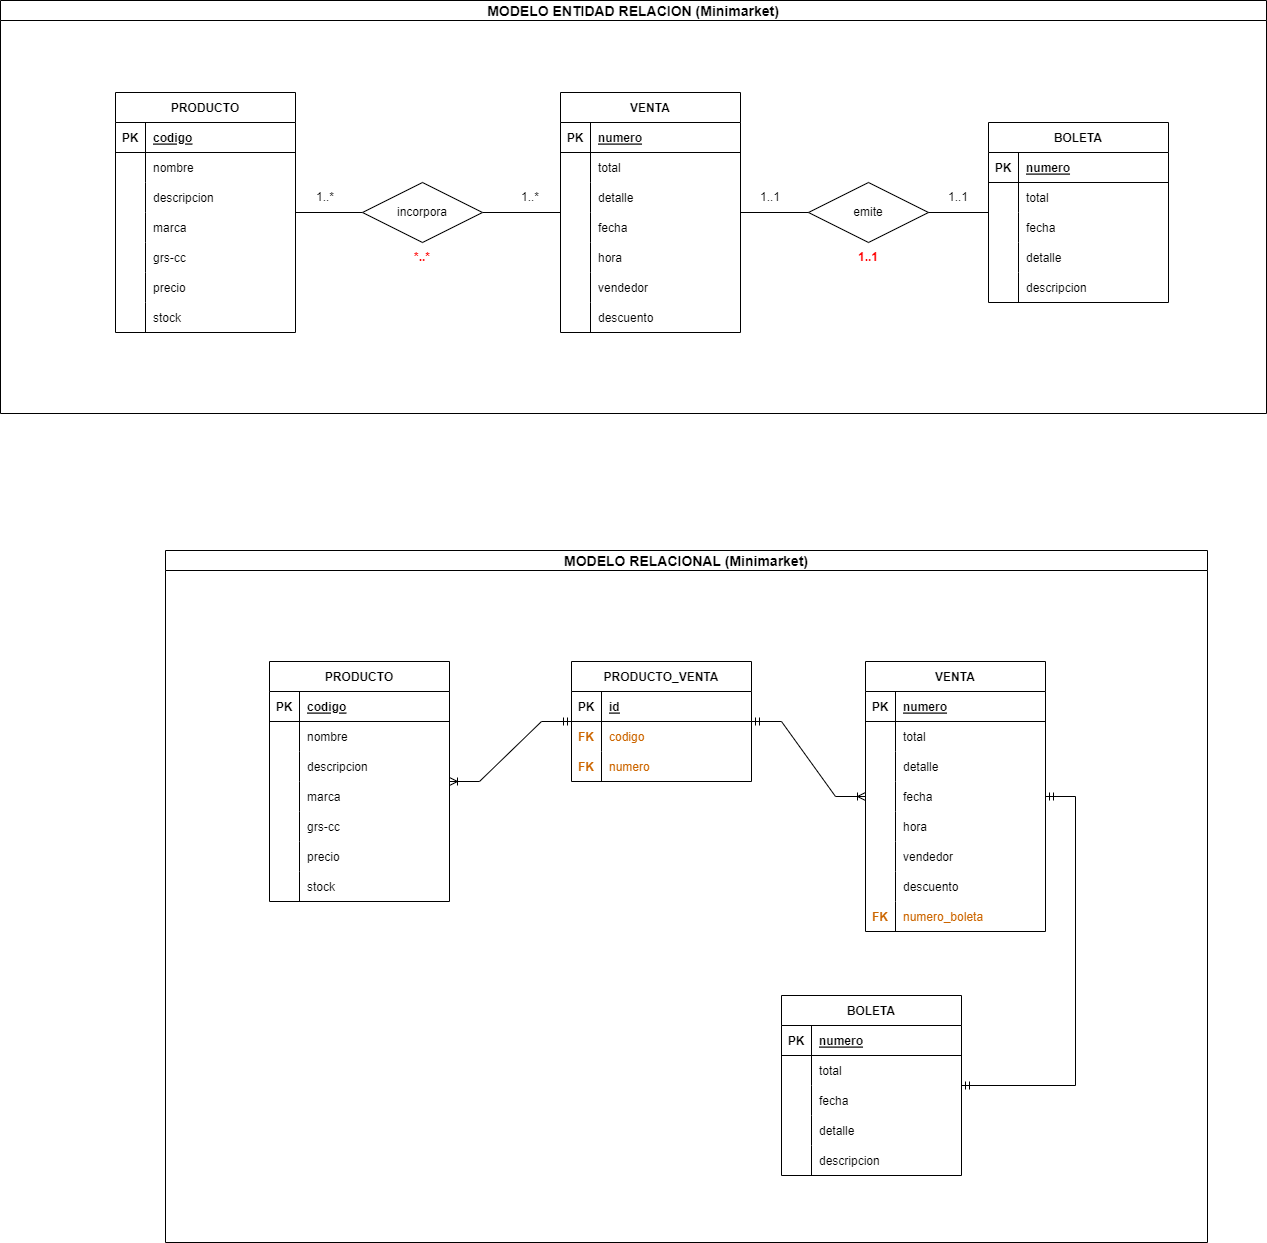 MODELO ENTIDAD RELACION (Minimarket)
PRODUCTO
PK codigo
nombre
descripcion
marca
grs-cc
precio
stock
1..*
incorpora
*..*
1..*
VENTA
PK numero
total
detalle
fecha
hora
vendedor
descuento
1..1
emite
1..1
1..1
BOLETA
PK numero
total
fecha
detalle
descripcion
MODELO RELACIONAL (Minimarket)
PRODUCTO
PK codigo
nombre
descripcion
marca
grs-cc
precio
stock
PRODUCTO_VENTA
PK id
FK codigo
FK numero
VENTA
PK numero
total
detalle
fecha
hora
vendedor
descuento
FK numero_boleta
BOLETA
PK numero
total
fecha
detalle
descripcion